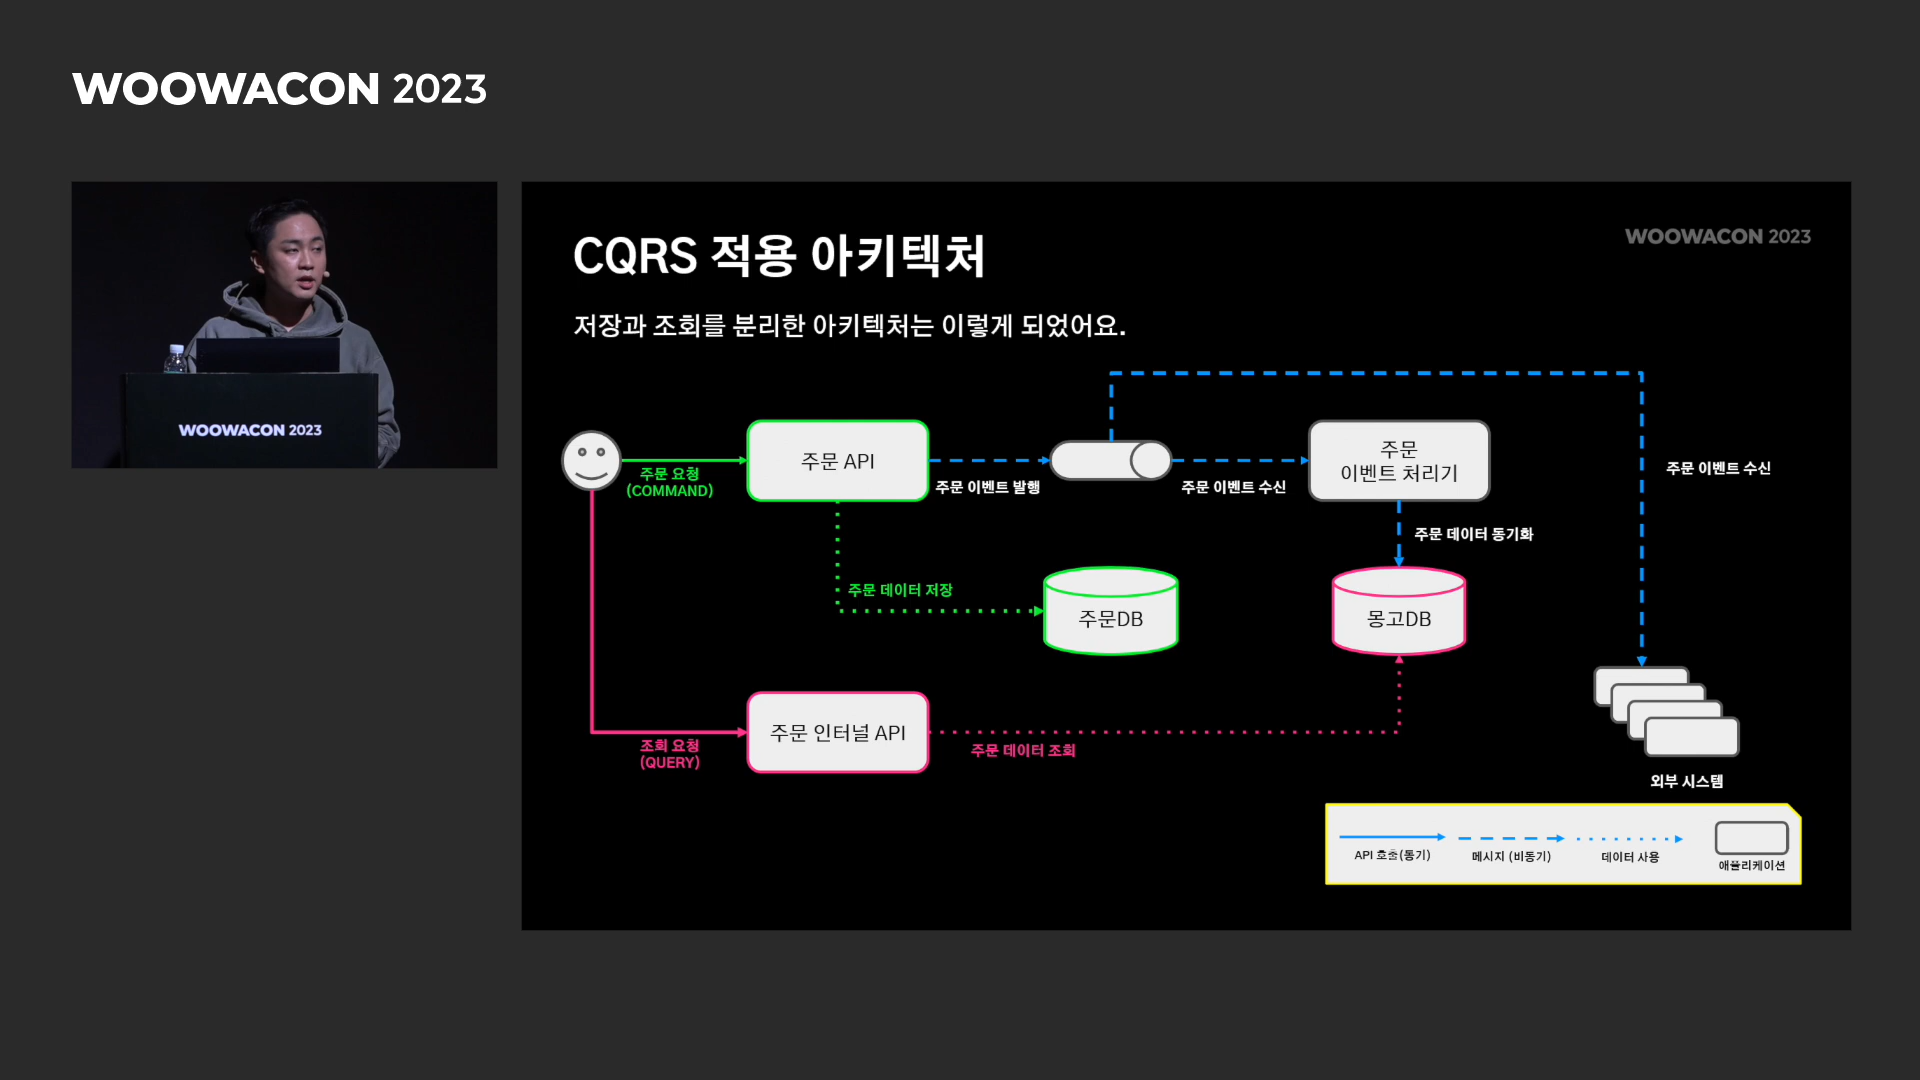 WOOWACON 2023
WOOWACON 2023
WOOWACON 2023
CQRS 적용 아키텍처
저장과 조회를 분리한 아키텍처는 이렇게 되었어요.
주문 요청
(COMMAND)
주문 API
주문 이벤트 발행
주문 이벤트 수신
주문
이벤트 처리기
주문 이벤트 수신
주문 데이터 동기화
주문 데이터 저장
주문DB
몽고DB
조회 요청
(QUERY)
주문 인터널 API
주문 데이터 조회
외부 시스템
API 호출(동기)
메시지 (비동기)
데이터 사용
애플리케이션